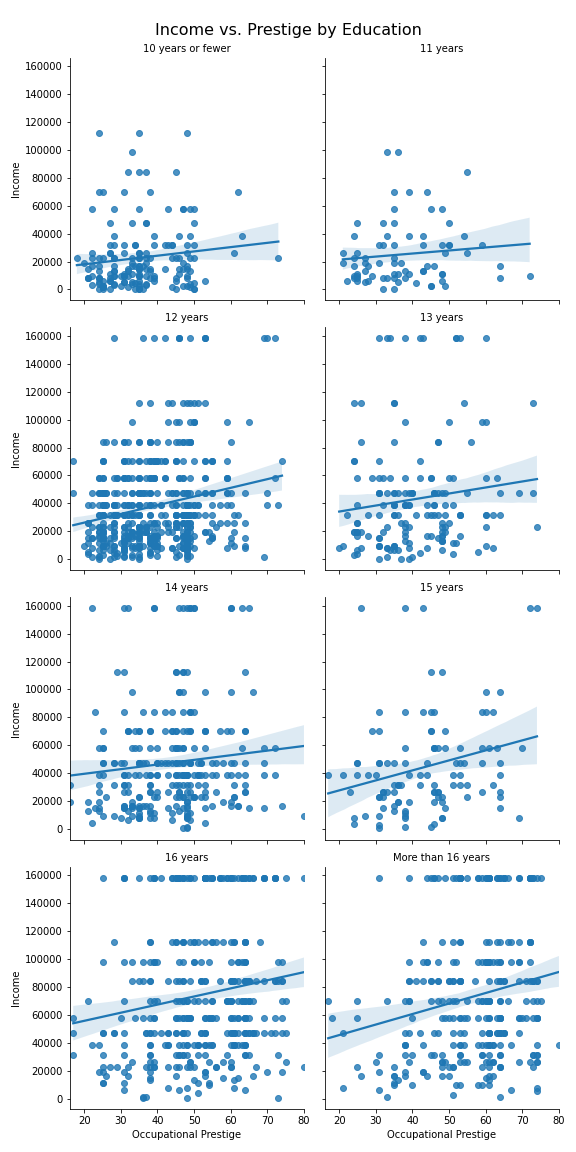 Income vs. Prestige by Education
10 years or fewer
11 years
160000
140000
120000
100000
80000
60000
40000
20000
0
Income
12 years
13 years
160000
140000
120000
100000
80000
60000
40000
20000
0
Income
14 years
15 years
160000
140000
120000
100000
80000
60000
40000
20000
0
Income
16 years
More than 16 years
160000
140000
120000
100000
80000
60000
40000
20000
0
Income
20 30 40 50 60 70 80
20 30 40 50 60 70 80
Occupational Prestige
Occupational Prestige